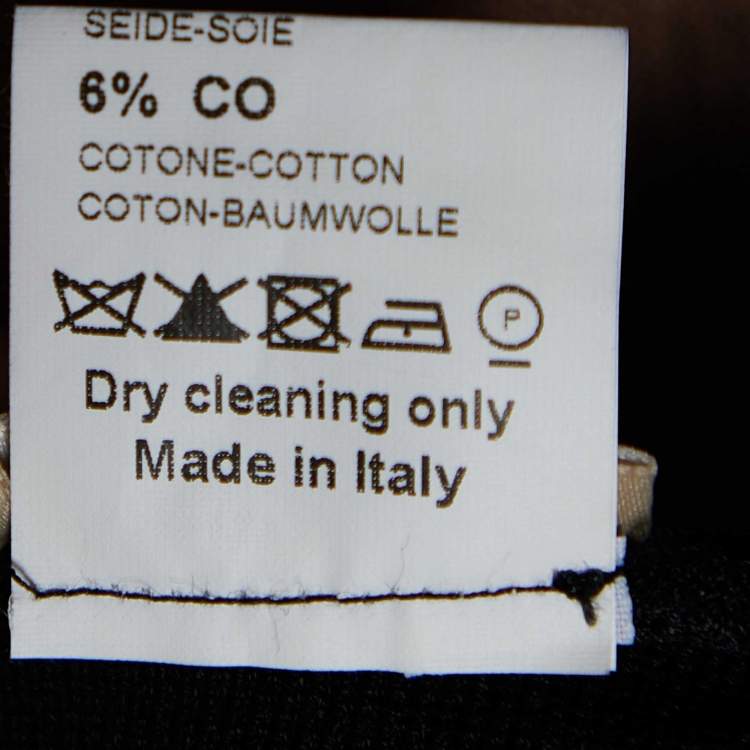 SEIDE-SOIE
6% CO
COTONE-COTTON
COTON-BAUMWOLLE
P
Dry cleaning only
Made in Italy